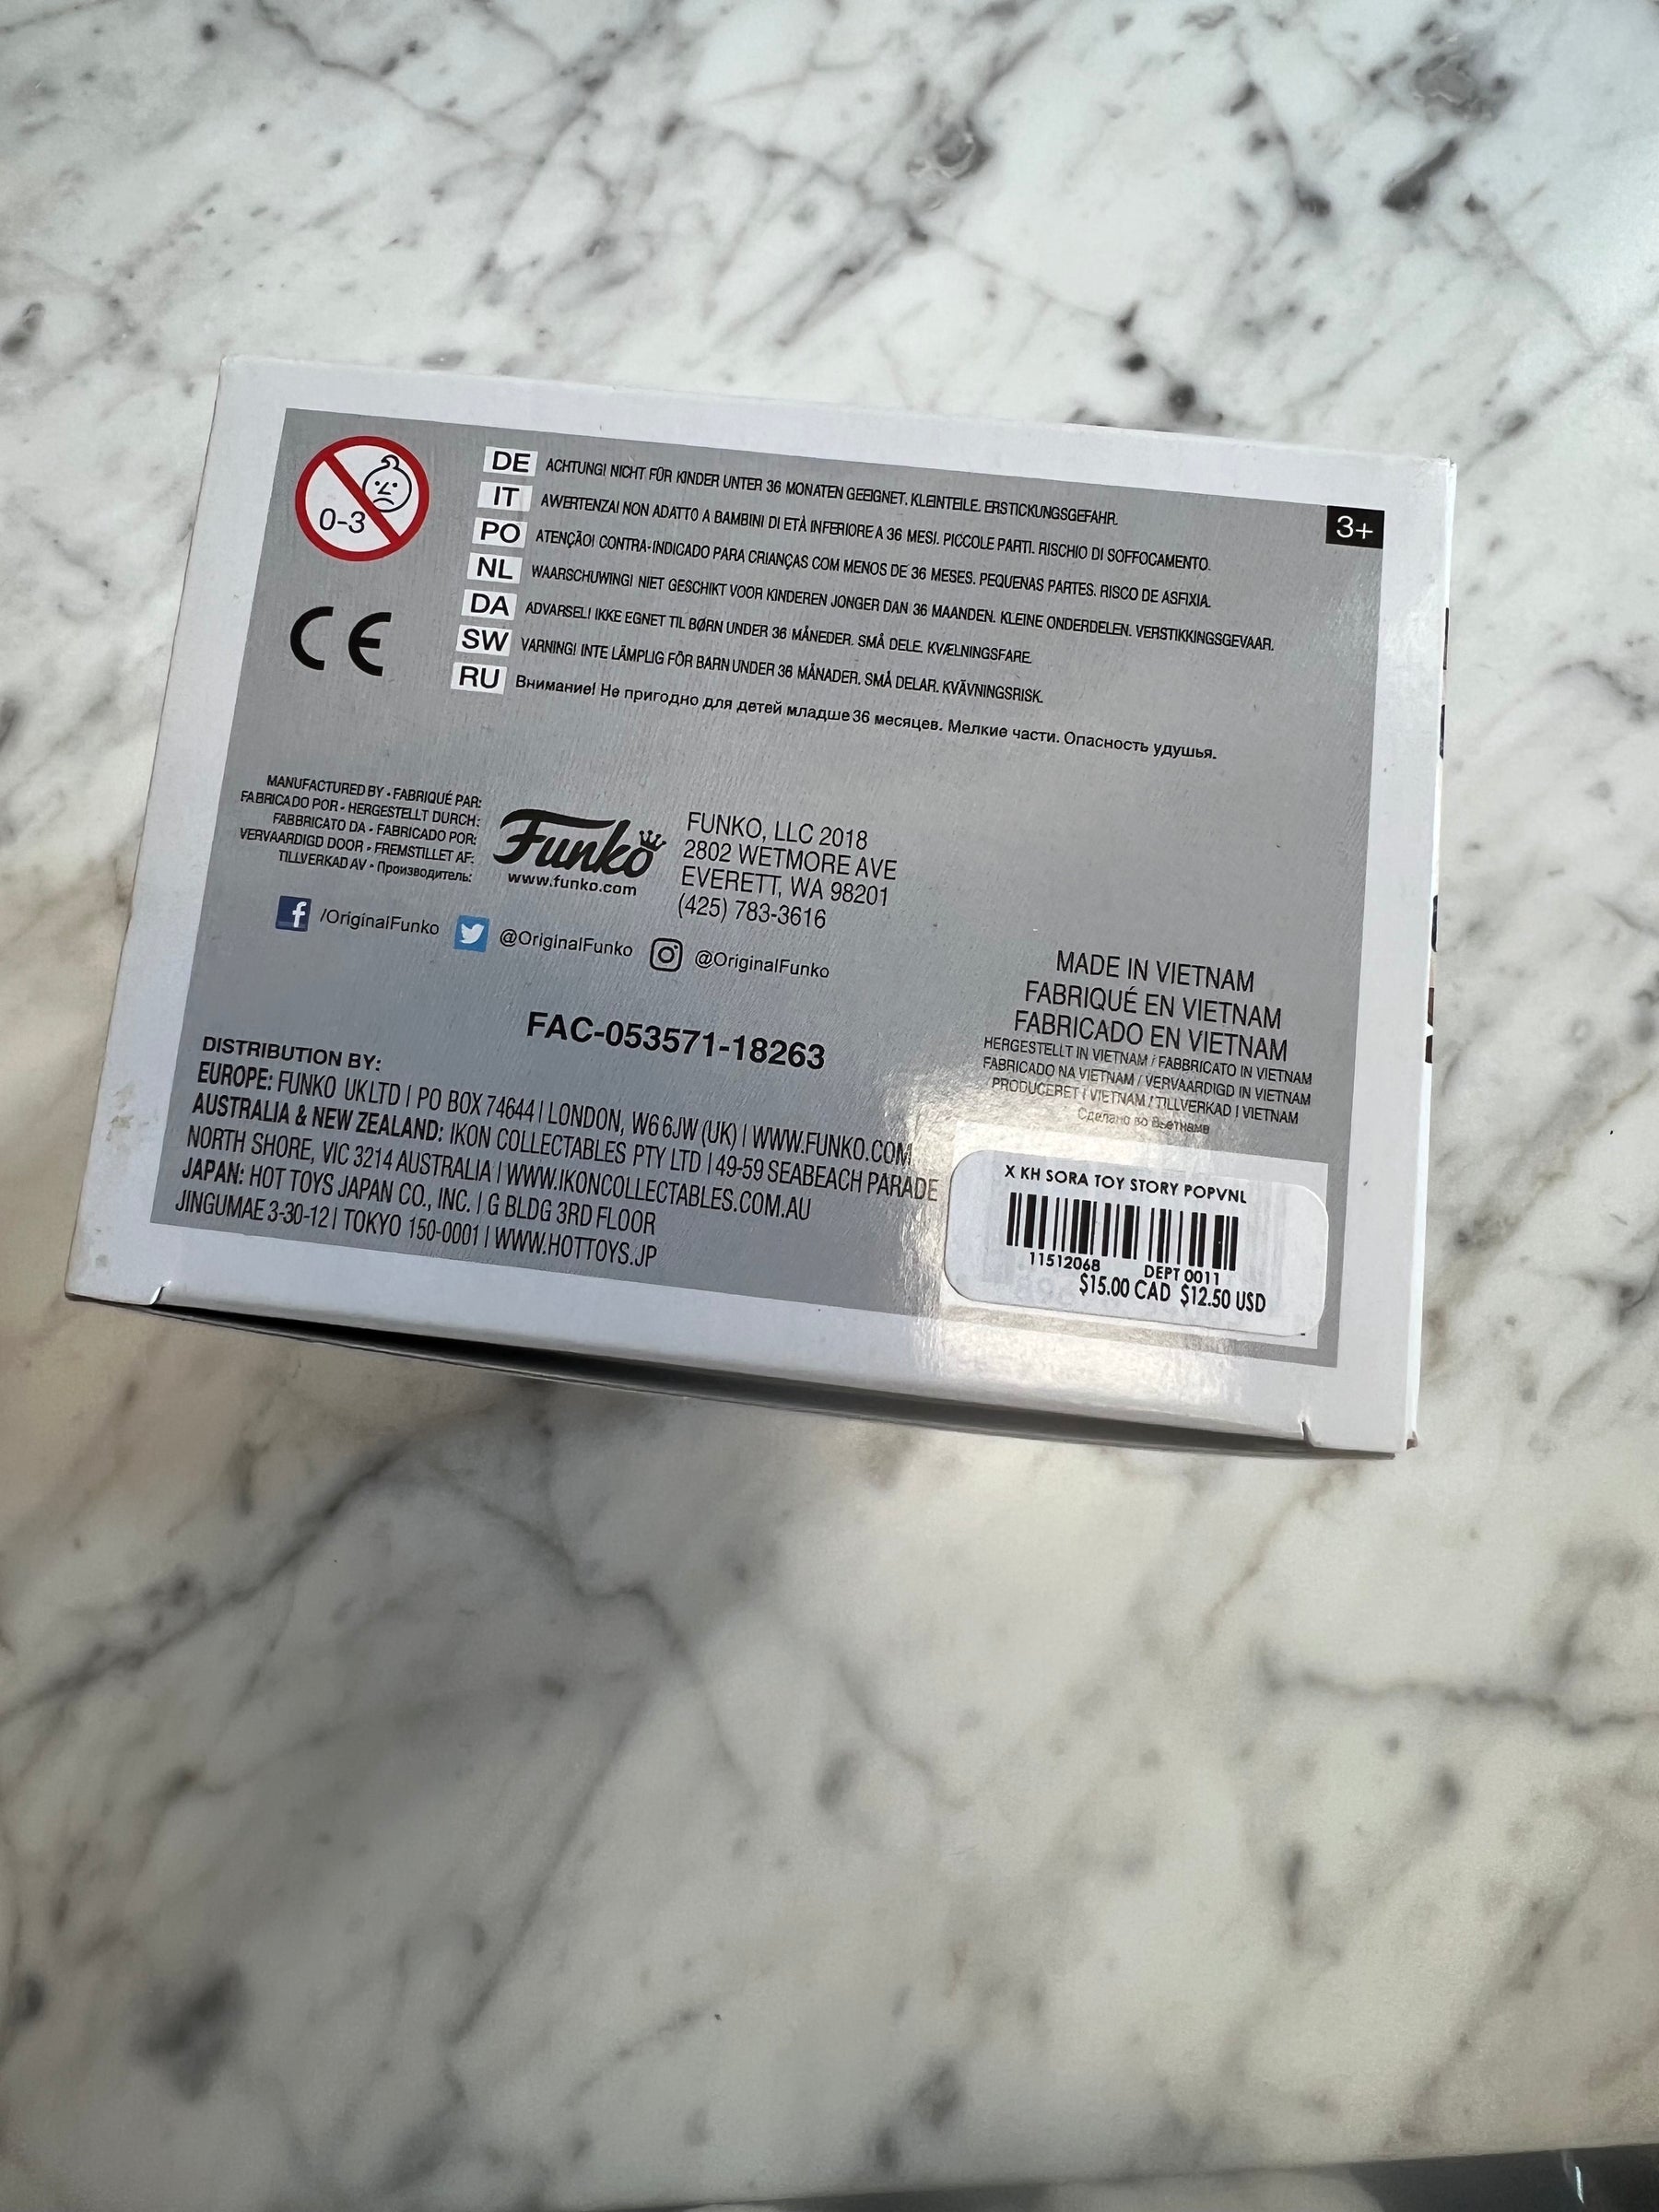 0-3
CE
3+
DE ACHTUNG! NICHT FÜR KINDER UNTER 36 MONATEN GEEIGNET. KLEINTEILE. ERSTICKUNGSGEFAHR.
IT AWERTENZA! NON ADATTO A BAMBINI DI ETÀ INFERIORE A 36 MESI. PICCOLE PARTI. RISCHIO DI SOFFOCAMENTO.
PO ATENÇÃO! CONTRA-INDICADO PARA CRIANÇAS COM MENOS DE 36 MESES. PEQUENAS PARTES. RISCO DE ASFIXIA.
NL WAARSCHUWING! NIET GESCHIKT VOOR KINDEREN JONGER DAN 36 MAANDEN. KLEINE ONDERDELEN. VERSTIKKINGSGEVAAR.
DA ADVARSEL! IKKE EGNET TIL BØRN UNDER 36 MÅNEDER. SMÅ DELE. KVÆLNINGSFARE.
SW VARNING! INTE LÄMPLIG FÖR BARN UNDER 36 MÅNADER. SMÅ DELAR. KVÄVNINGSRISK.
RU Внимание! Не пригодно для детей младше 36 месяцев. Мелкие части. Опасность удушья.
MANUFACTURED BY - FABRIQUÉ PAR:
FABRICADO POR - HERGESTELLT DURCH:
FABBRICATO DA - FABRICADO POR:
VERVAARDIGD DOOR - FREMSTILLET AF:
TILLVERKAD AV - Производитель:
Funko
www.funko.com
FUNKO, LLC 2018
2802 WETMORE AVE
EVERETT, WA 98201
(425) 783-3616
/OriginalFunko @OriginalFunko @OriginalFunko
FAC-053571-18263
MADE IN VIETNAM
FABRIQUÉ EN VIETNAM
FABRICADO EN VIETNAM
HERGESTELLT IN VIETNAM / FABBRICATO IN VIETNAM
FABRICADO NA VIETNAM / VERVAARDIGD IN VIETNAM
PRODUCERET I VIETNAM / TILLVERKAD I VIETNAM
Сделано во Вьетнаме
DISTRIBUTION BY:
EUROPE: FUNKO UK LTD | PO BOX 74644 | LONDON, W6 6JW (UK) | WWW.FUNKO.COM
AUSTRALIA & NEW ZEALAND: IKON COLLECTABLES PTY LTD | 49-59 SEABEACH PARADE
NORTH SHORE, VIC 3214 AUSTRALIA | WWW.IKONCOLLECTABLES.COM.AU
JAPAN: HOT TOYS JAPAN CO., INC. | G BLDG 3RD FLOOR
JINGUMAE 3-30-12 | TOKYO 150-0001 | WWW.HOTTOYS.JP
X KH SORA TOY STORY POPVNL
11512068 DEPT 0011
$15.00 CAD $12.50 USD